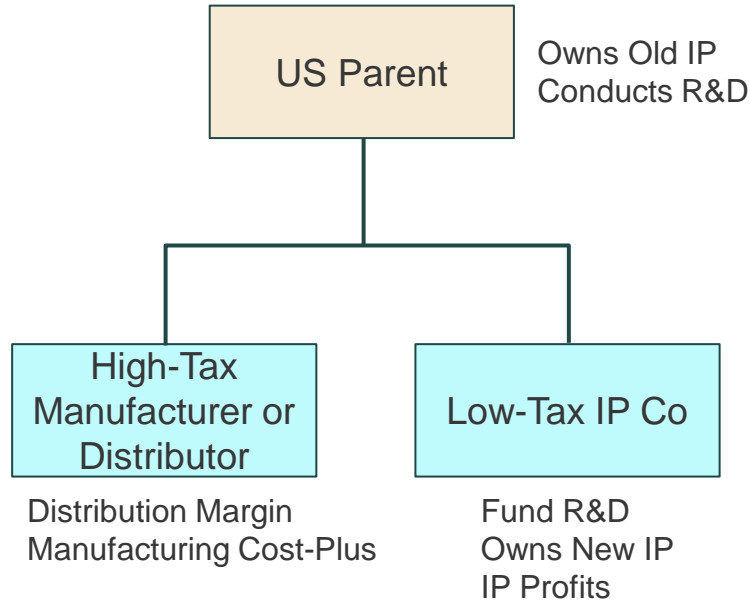 US Parent
Owns Old IP
Conducts R&D
High-Tax
Manufacturer or
Distributor
Low-Tax IP Co
Distribution Margin
Manufacturing Cost-Plus
Fund R&D
Owns New IP
IP Profits